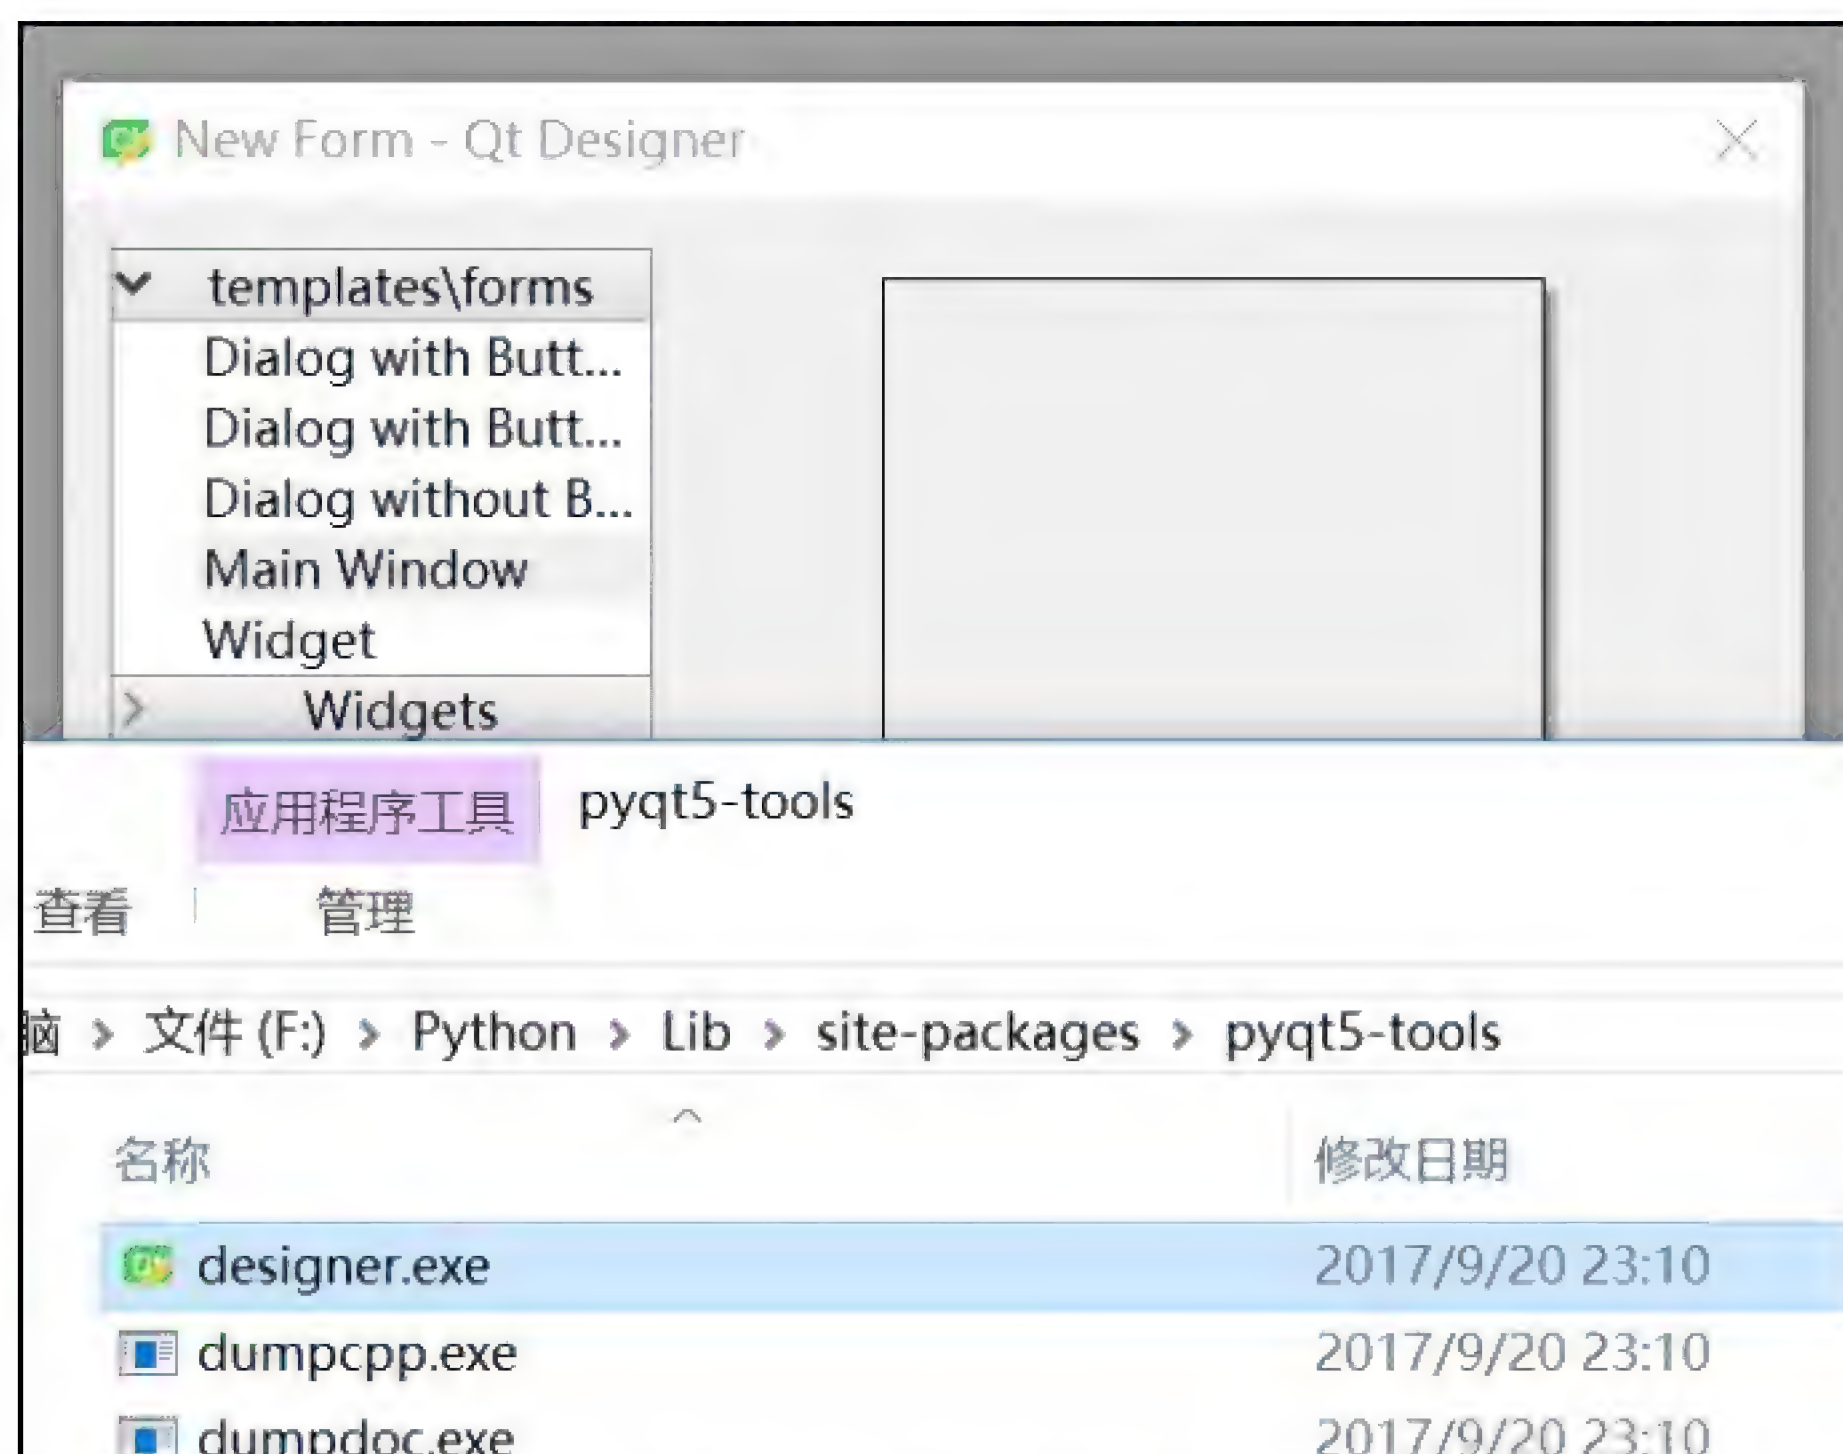 New Form - Qt Designer
templates\forms
Dialog with Butt...
Dialog with Butt...
Dialog without B...
Main Window
Widget
Widgets
应用程序工具 pyqt5-tools
查看 管理
脑 > 文件 (F:) > Python > Lib > site-packages > pyqt5-tools
名称 修改日期
designer.exe 2017/9/20 23:10
dumpcpp.exe 2017/9/20 23:10
dumpdoc.exe 2017/9/20 23:10